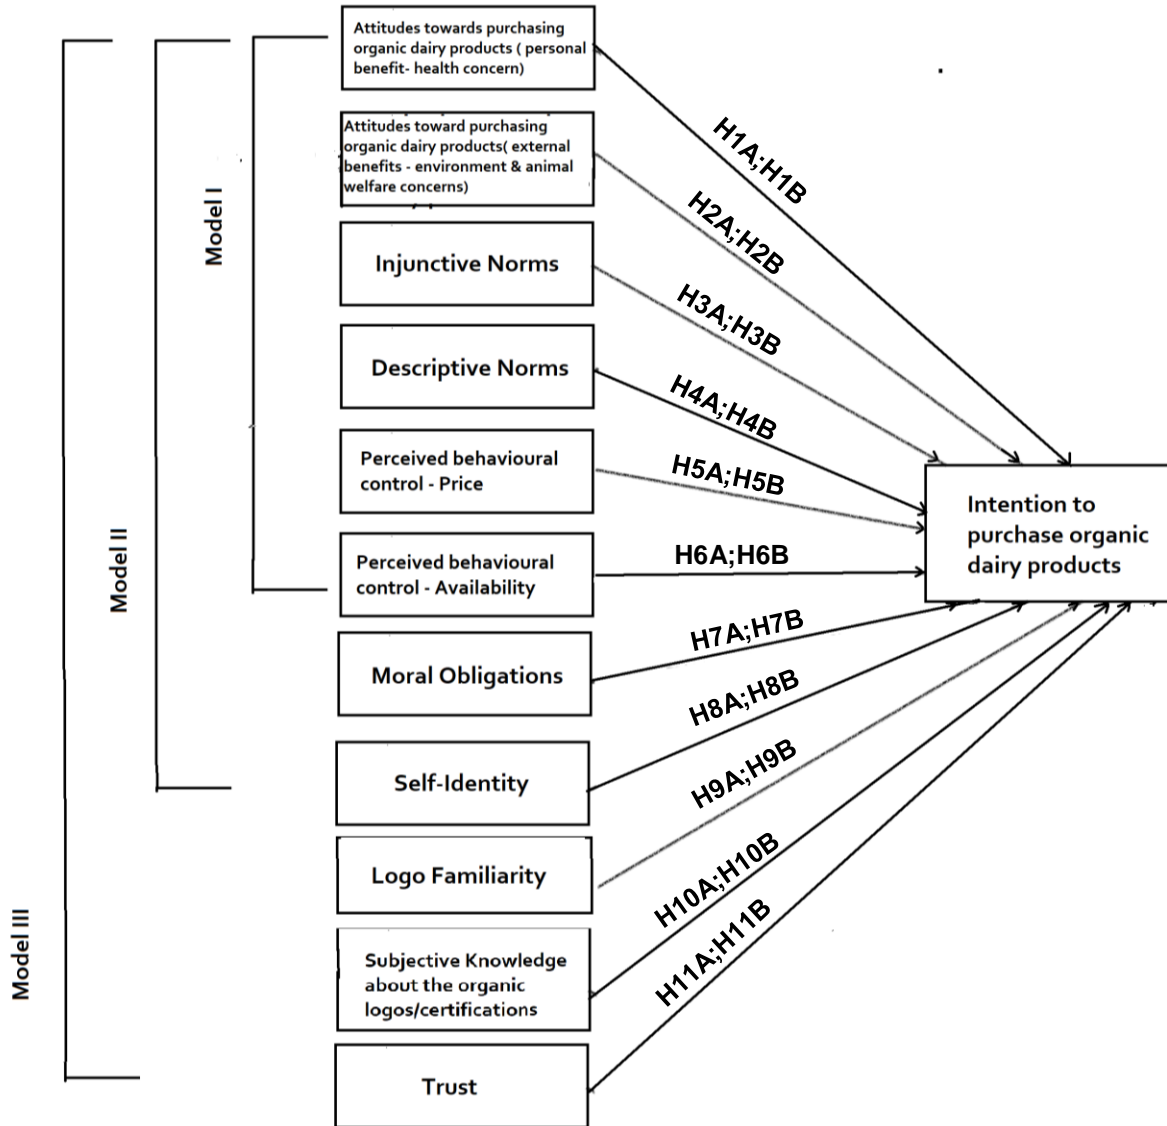 Attitudes towards purchasing
organic dairy products ( personal
benefit- health concern)
Attitudes toward purchasing
organic dairy products( external
benefits - environment & animal
welfare concerns)
Injunctive Norms
Descriptive Norms
Perceived behavioural
control - Price
Perceived behavioural
control - Availability
Moral Obligations
Self-Identity
Logo Familiarity
Subjective Knowledge
about the organic
logos/certifications
Trust
Model I
Model II
Model III
H1A;H1B
H2A;H2B
H3A;H3B
H4A;H4B
H5A;H5B
H6A;H6B
H7A;H7B
H8A;H8B
H9A;H9B
H10A;H10B
H11A;H11B
Intention to
purchase organic
dairy products